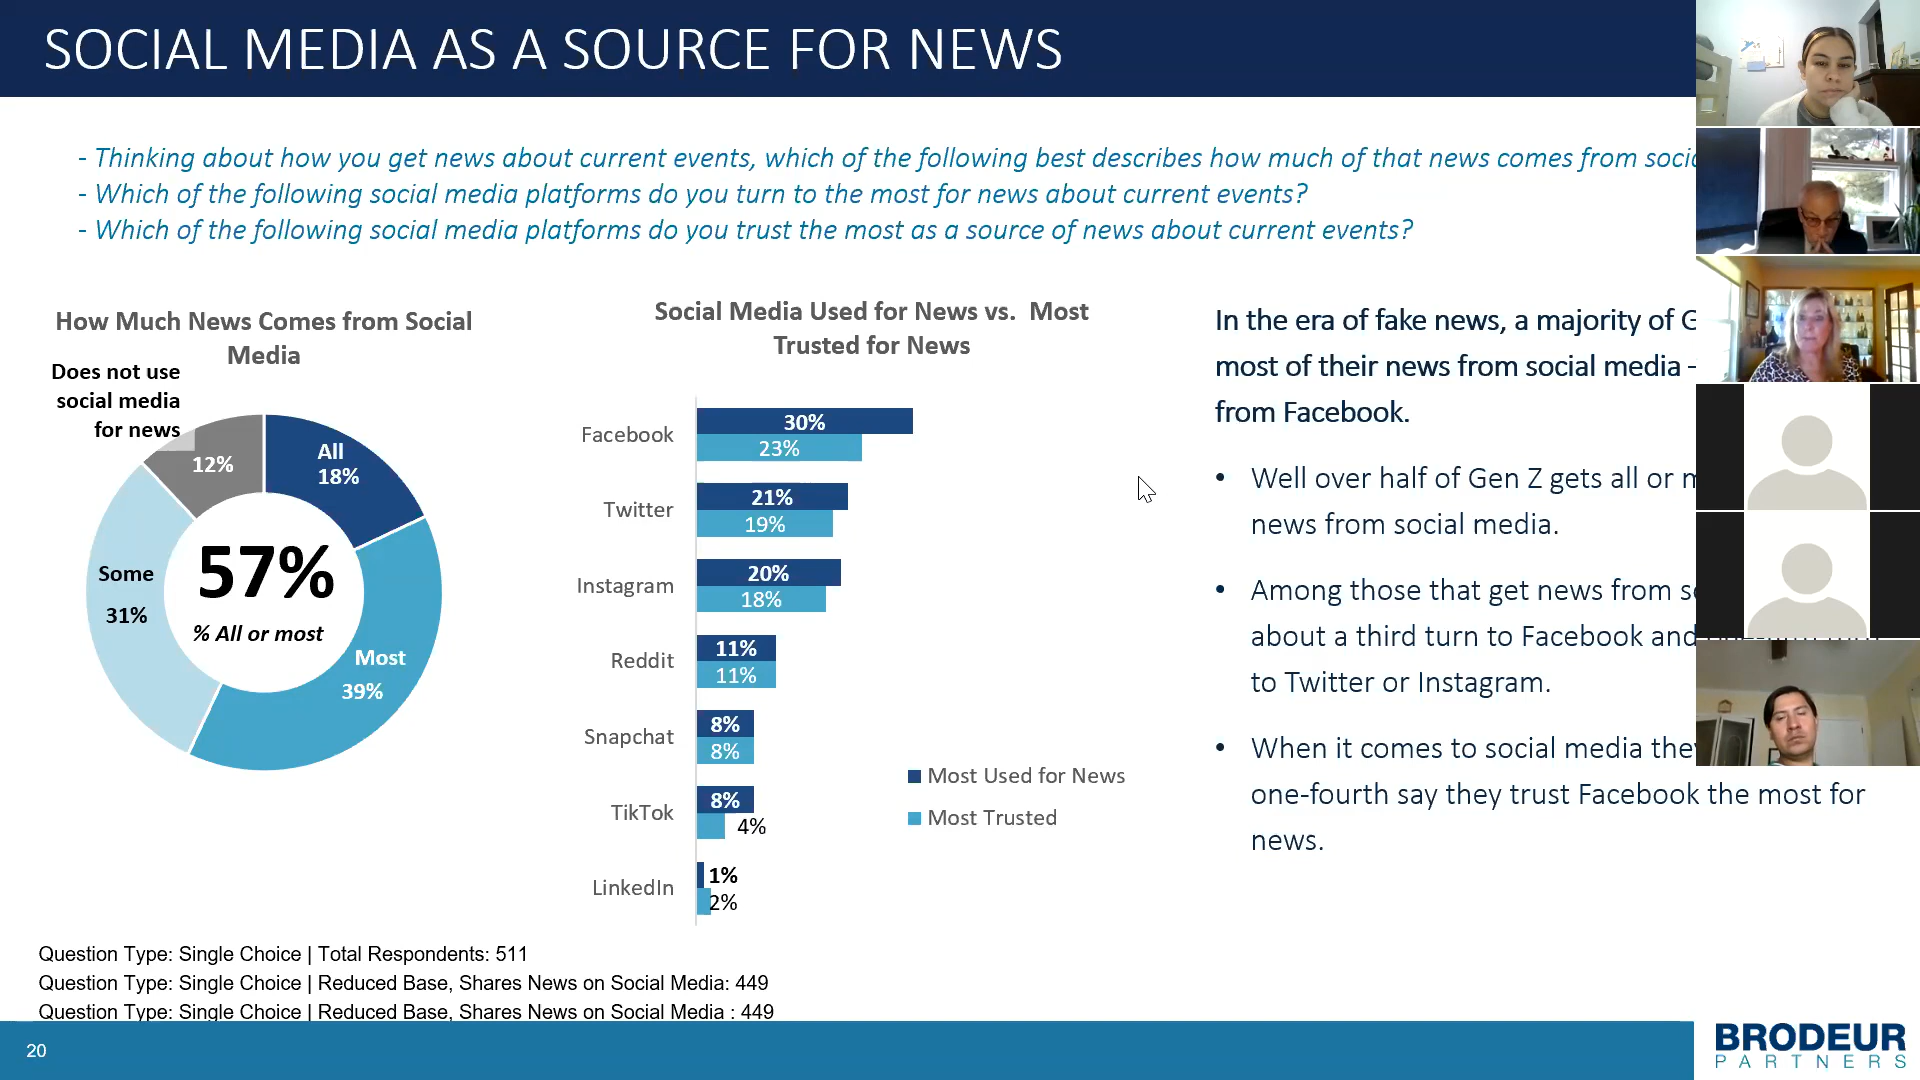 SOCIAL MEDIA AS A SOURCE FOR NEWS
- Thinking about how you get news about current events, which of the following best describes how much of that news comes from
- Which of the following social media platforms do you turn to the most for news about current events?
- Which of the following social media platforms do you trust the most as a source of news about current events?
How Much News Comes from Social
Media
Does not use
social media
for news
12%
All
18%
Some
31%
57%
% All or most
Most
39%
Social Media Used for News vs. Most
Trusted for News
Facebook
30%
23%
Twitter
21%
19%
Instagram
20%
18%
Reddit
11%
11%
Snapchat
8%
8%
TikTok
8%
4%
LinkedIn
1%
2%
Most Used for News
Most Trusted
In the era of fake news, a majority of
most of their news from social media -
from Facebook.
• Well over half of Gen Z gets all or
news from social media.
• Among those that get news from
about a third turn to Facebook and
to Twitter or Instagram.
• When it comes to social media
one-fourth say they trust Facebook the most for
news.
Question Type: Single Choice | Total Respondents: 511
Question Type: Single Choice | Reduced Base, Shares News on Social Media: 449
Question Type: Single Choice | Reduced Base, Shares News on Social Media : 449
20
BRODEUR
PARTNERS